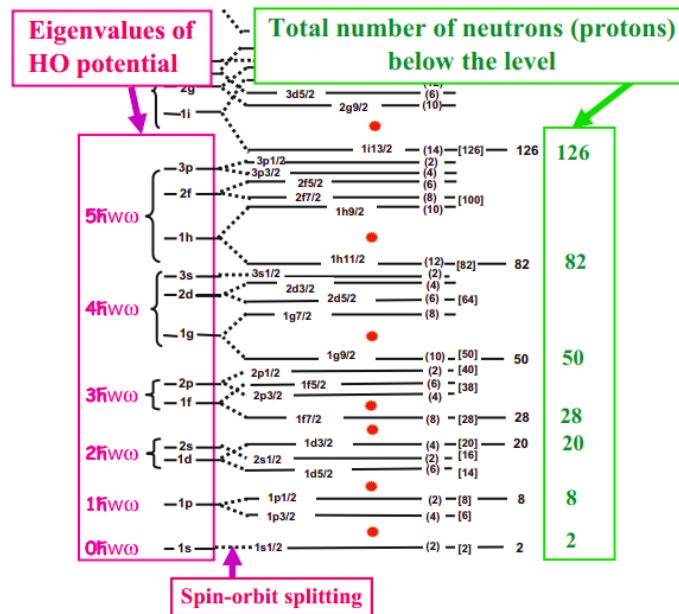 Eigenvalues of
HO potential
Total number of neutrons (protons)
below the level
2g
3d5/2 (6)
2g9/2 (10)
1i
1i13/2 (14) [126] 126 126
3p 3p1/2 (2)
3p3/2 (4)
2f 2f5/2 (6)
2f7/2 (8) [100]
5ħwω 1h9/2 (10)
1h
1h11/2 (12) [82] 82 82
3s 3s1/2 (2)
2d 2d3/2 (4)
2d5/2 (6) [64]
4ħwω 1g7/2 (8)
1g
1g9/2 (10) [50] 50 50
2p 2p1/2 (2) [40]
3ħwω 1f5/2 (6) [38]
1f 2p3/2 (4)
1f7/2 (8) [28] 28 28
2s 1d3/2 (4) [20] 20 20
2ħwω 2s1/2 (2) [16]
1d 1d5/2 (6) [14]
1ħwω 1p 1p1/2 (2) [8] 8 8
1p3/2 (4) [6]
0ħwω 1s 1s1/2 (2) [2] 2 2
Spin-orbit splitting